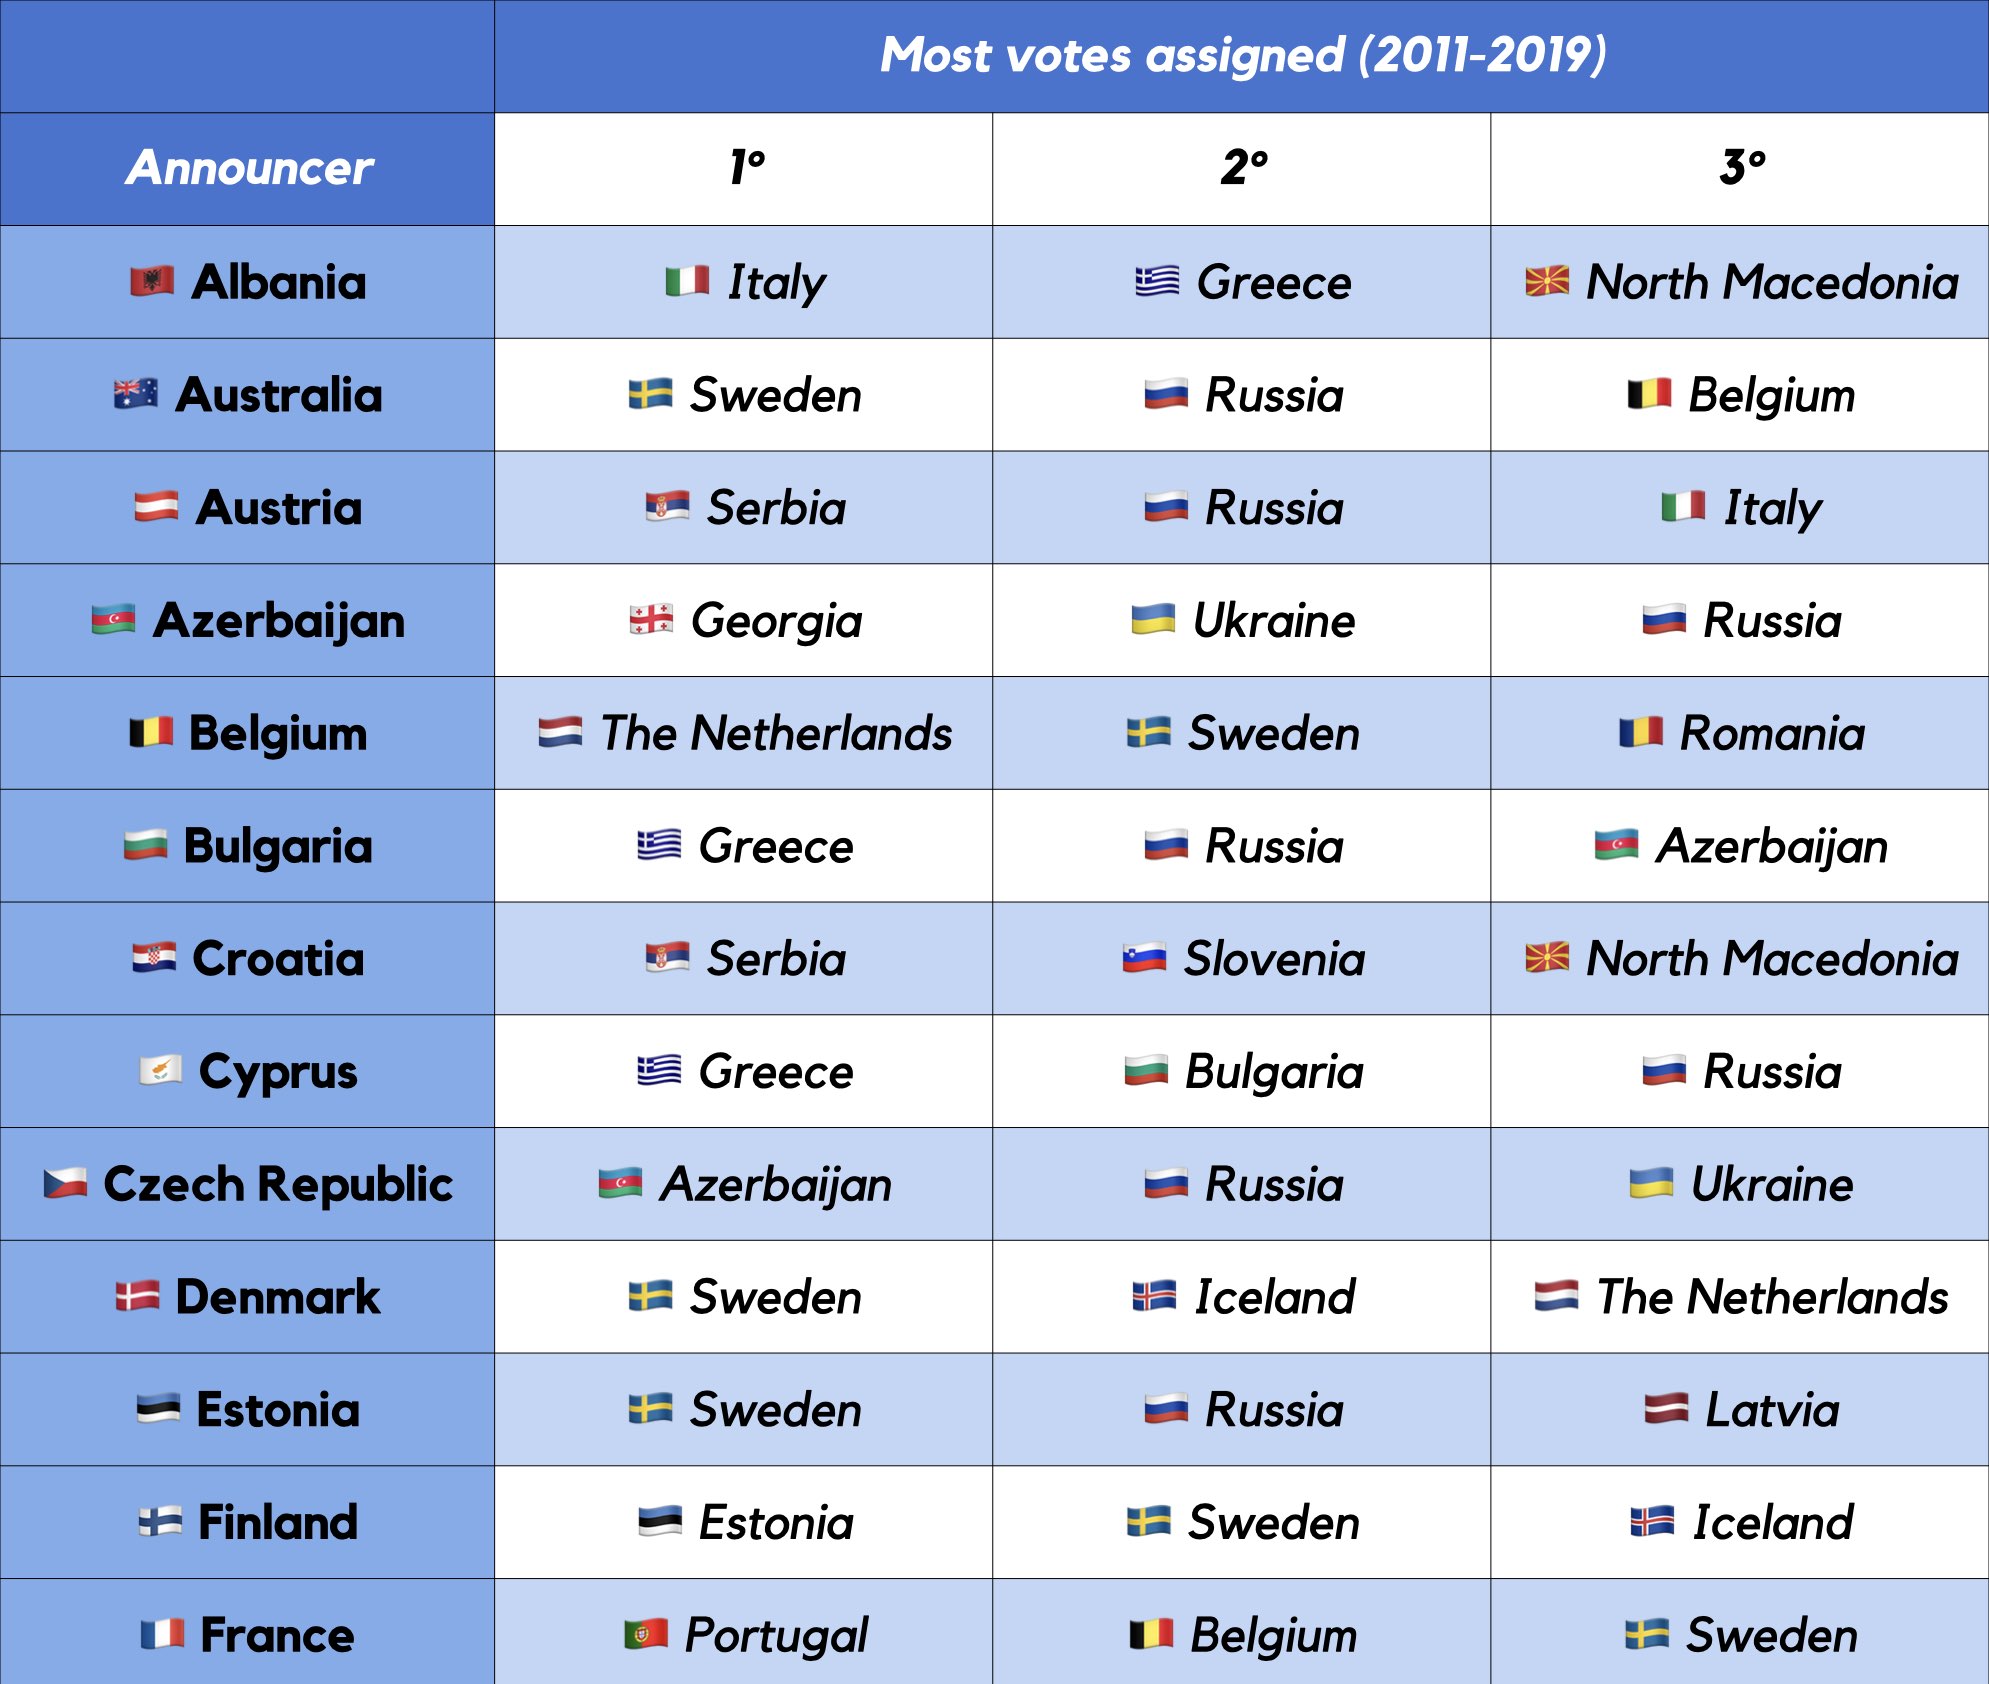 Most votes assigned (2011-2019)
Announcer 1° 2° 3°
Albania Italy Greece North Macedonia
Australia Sweden Russia Belgium
Austria Serbia Russia Italy
Azerbaijan Georgia Ukraine Russia
Belgium The Netherlands Sweden Romania
Bulgaria Greece Russia Azerbaijan
Croatia Serbia Slovenia North Macedonia
Cyprus Greece Bulgaria Russia
Czech Republic Azerbaijan Russia Ukraine
Denmark Sweden Iceland The Netherlands
Estonia Sweden Russia Latvia
Finland Estonia Sweden Iceland
France Portugal Belgium Sweden